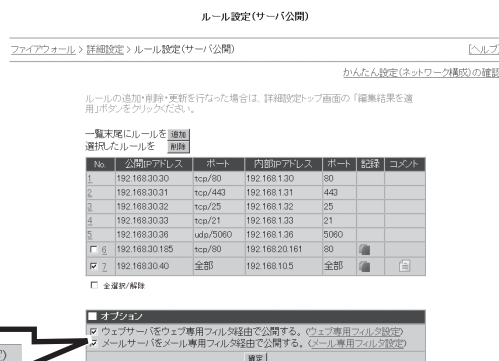 ルール設定(サーバ公開)
ファイアウォール > 詳細設定 > ルール設定(サーバ公開) [ヘルプ]
かんたん設定(ネットワーク構成)の確認
ルールの追加・削除・更新を行なった場合は、詳細設定トップ画面の「編集結果を適
用」ボタンをクリックください。
一覧末尾にルールを 追加
選択したルールを 削除
No. 公開IPアドレス ポート 内部IPアドレス ポート 記録 コメント
1 192.168.30.30 tcp/80 192.168.1.30 80
2 192.168.30.31 tcp/443 192.168.1.31 443
3 192.168.30.32 tcp/25 192.168.1.32 25
4 192.168.30.33 tcp/21 192.168.1.33 21
5 192.168.30.36 udp/5060 192.168.1.36 5060
6 192.168.30.185 tcp/80 192.168.20.161 80
7 192.168.30.40 全部 192.168.10.5 全部
全選択/解除
オプション
ウェブサーバをウェブ専用フィルタ経由で公開する。(ウェブ専用フィルタ設定)
メールサーバをメール専用フィルタ経由で公開する。(メール専用フィルタ設定)
確定